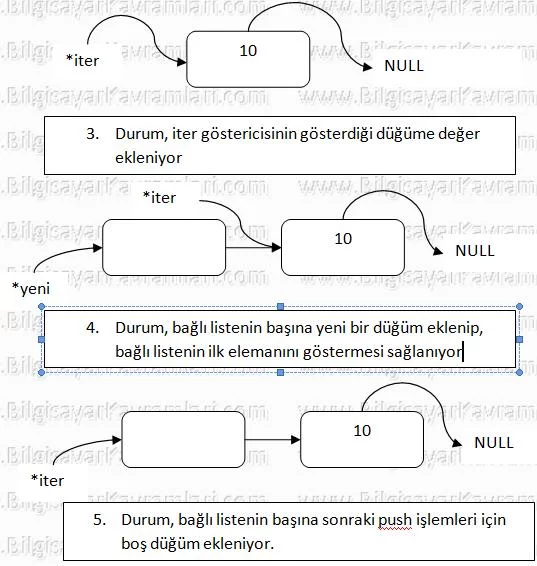 www.BilgisayarKavramlari.com
10
*iter
NULL
3. Durum, iter göstericisinin gösterdiği düğüme değer
ekleniyor
*iter
10
NULL
*yeni
4. Durum, bağlı listenin başına yeni bir düğüm eklenip,
bağlı listenin ilk elemanını göstermesi sağlanıyor
10
NULL
*iter
5. Durum, bağlı listenin başına sonraki push işlemleri için
boş düğüm ekleniyor.